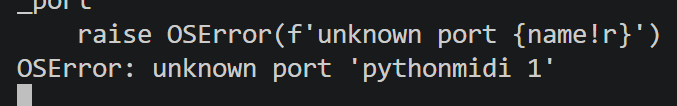 _port
raise OSError(f'unknown port {name!r}')
OSError: unknown port 'pythonmidi 1'